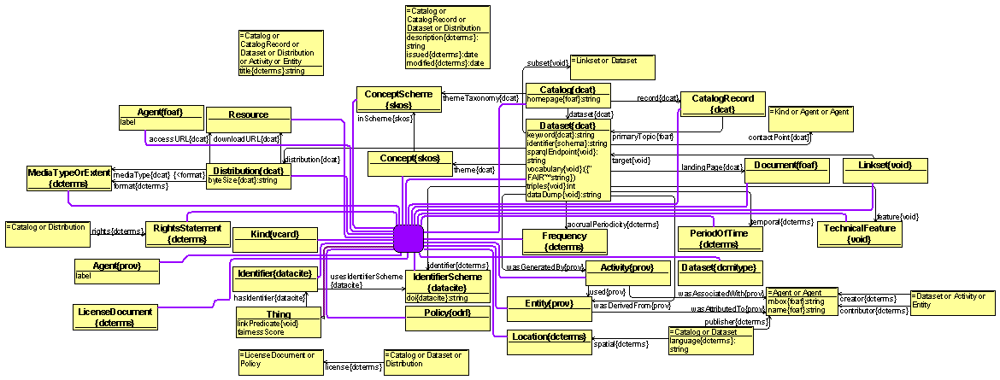 =Catalog or
CatalogRecord or
Dataset or Distribution
or Activity or Entity
title{dcterms}:string
=Catalog or
CatalogRecord or
Dataset or Distribution
description{dcterms}:
string
issued{dcterms}:date
modified{dcterms}:date
subset{void}
=Linkset or Dataset
ConceptScheme
{skos}
themeTaxonomy{dcat}
Catalog{dcat}
homepage{foaf}:string
record{dcat}
CatalogRecord
{dcat}
=Kind or Agent or Agent
Agent{foaf}
label
Resource
inScheme{skos}
dataset{dcat}
Dataset{dcat}
keyword{dcat}:string
identifier{schema}:string
sparqlEndpoint{void}:
string
vocabulary{void}:({"
FAIR"^^string})
triples{void}:int
dataDump{void}:string
primaryTopic{foaf}
contactPoint{dcat}
accessURL{dcat}
downloadURL{dcat}
distribution{dcat}
Concept{skos}
theme{dcat}
target{void}
landingPage{dcat}
Document{foaf}
Linkset{void}
MediaTypeOrExtent
{dcterms}
mediaType{dcat} {<format}
format{dcterms}
Distribution{dcat}
byteSize{dcat}:string
=Catalog or Distribution
rights{dcterms}
RightsStatement
{dcterms}
Kind{vcard}
accrualPeriodicity{dcterms}
Frequency
{dcterms}
temporal{dcterms}
PeriodOfTime
{dcterms}
feature{void}
TechnicalFeature
{void}
Agent{prov}
label
Identifier{datacite}
usesIdentifierScheme
{datacite}
identifier{dcterms}
IdentifierScheme
{datacite}
doi{datacite}:string
wasGeneratedBy{prov}
Activity{prov}
Dataset{dcmitype}
hasIdentifier{datacite}
used{prov}
wasAssociatedWith{prov}
=Agent or Agent
mbox{foaf}:string
name{foaf}:string
creator{dcterms}
contributor{dcterms}
=Dataset or Activity or
Entity
LicenseDocument
{dcterms}
Thing
linkPredicate{void}
fairnessScore
Policy{odrl}
Entity{prov}
wasDerivedFrom{prov}
wasAttributedTo{prov}
publisher{dcterms}
Location{dcterms}
spatial{dcterms}
=Catalog or Dataset
language{dcterms}:
string
=LicenseDocument or
Policy
license{dcterms}
=Catalog or Dataset or
Distribution